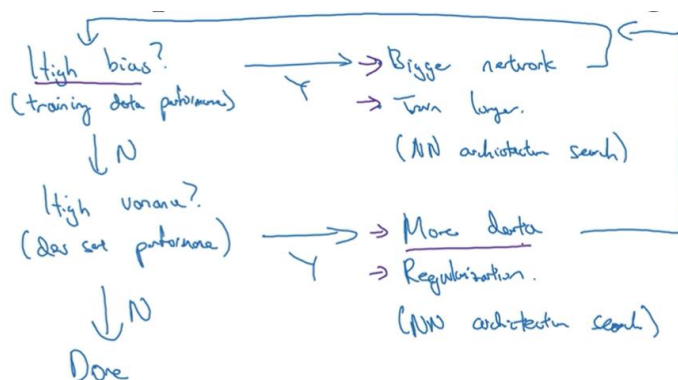 High bias?
(training data performance)
Y
Bigger network
Train longer.
(NN architecture search)
N
High variance?
(dev set performance)
Y
More data
Regularization.
(NN architecture search)
N
Done